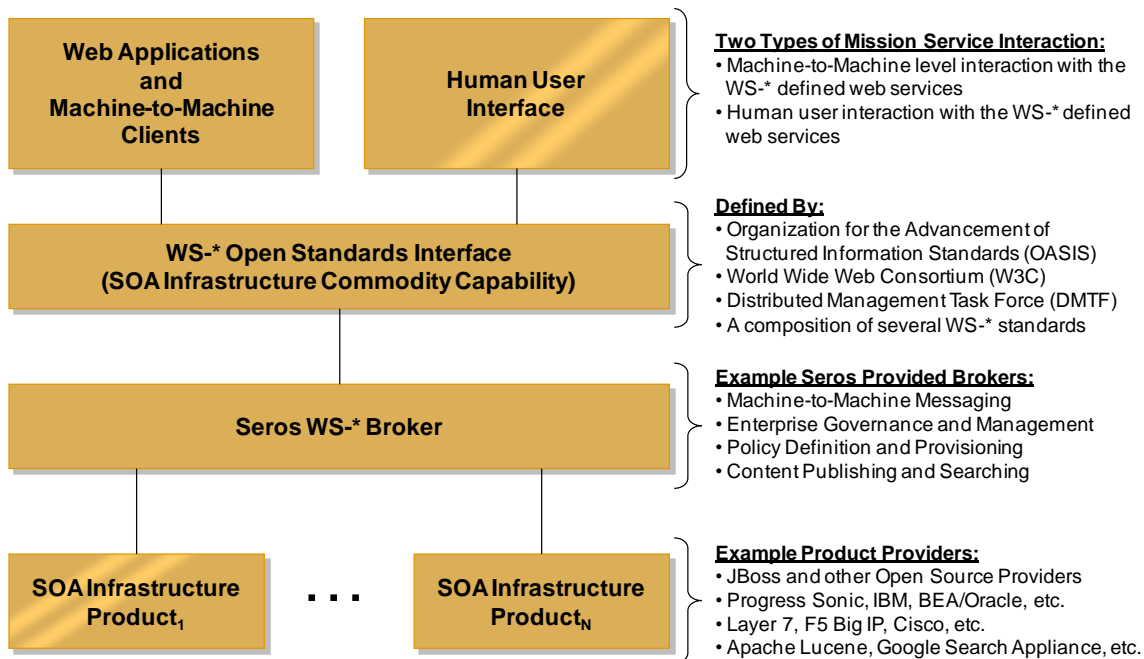 Web Applications
and
Machine-to-Machine
Clients
Human User
Interface
Two Types of Mission Service Interaction:
• Machine-to-Machine level interaction with the
WS-* defined web services
• Human user interaction with the WS-* defined
web services
WS-* Open Standards Interface
(SOA Infrastructure Commodity Capability)
Defined By:
• Organization for the Advancement of
Structured Information Standards (OASIS)
• World Wide Web Consortium (W3C)
• Distributed Management Task Force (DMTF)
• A composition of several WS-* standards
Seros WS-* Broker
Example Seros Provided Brokers:
• Machine-to-Machine Messaging
• Enterprise Governance and Management
• Policy Definition and Provisioning
• Content Publishing and Searching
SOA Infrastructure
Product1
. . .
SOA Infrastructure
ProductN
Example Product Providers:
• JBoss and other Open Source Providers
• Progress Sonic, IBM, BEA/Oracle, etc.
• Layer 7, F5 Big IP, Cisco, etc.
• Apache Lucene, Google Search Appliance, etc.